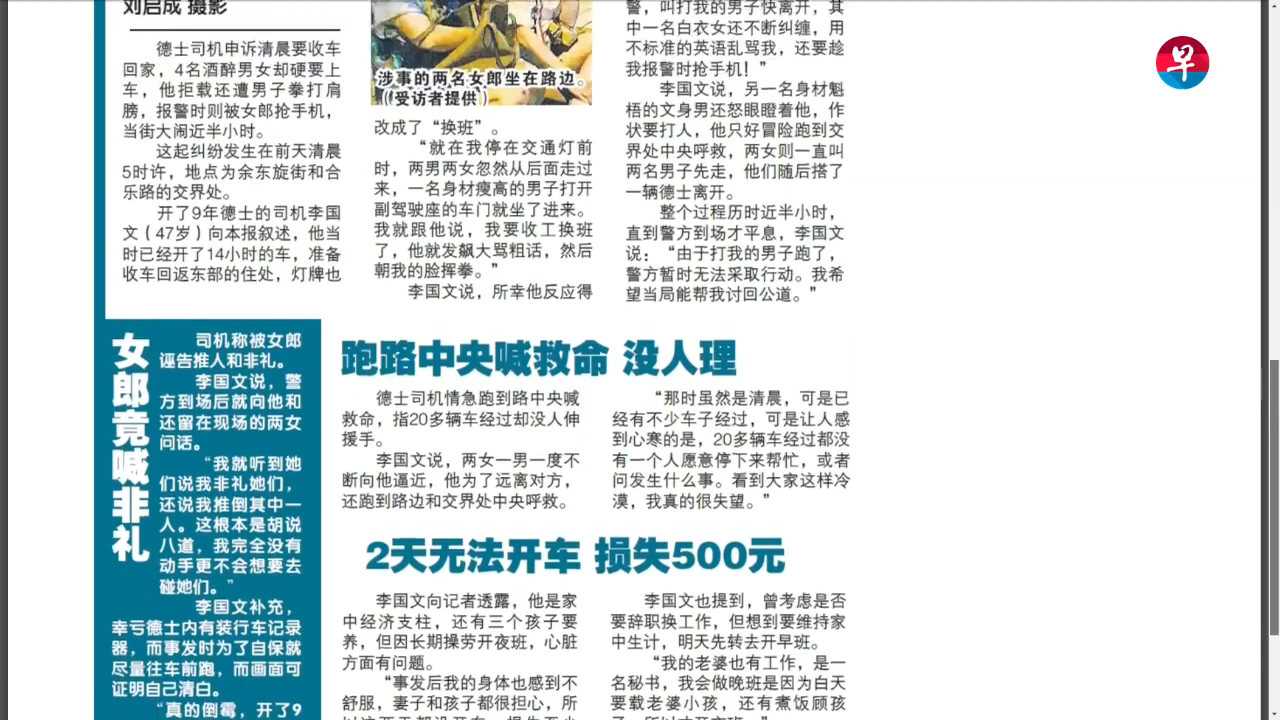 刘启成 摄影
德士司机申诉清晨要收车
回家，4名酒醉男女却硬要上
车，他拒载还遭男子拳打肩
膀，报警时则被女郎抢手机，
当街大闹近半小时。
这起纠纷发生在前天清晨
5时许，地点为余东旋街和合
乐路的交界处。
开了9年德士的司机李国
文（47岁）向本报叙述，他当
时已经开了14小时的车，准备
收车回返东部的住处，灯牌也
涉事的两名女郎坐在路边。
（受访者提供）
改成了“换班”。
“就在我停在交通灯前
时，两男两女忽然从后面走过
来，一名身材瘦高的男子打开
副驾驶座的车门就坐了进来。
我就跟他说，我要收工换班
了，他就发飙大骂粗话，然后
朝我的脸挥拳。”
李国文说，所幸他反应得
警，叫打我的男子快离开，其
中一名白衣女还不断纠缠，用
不标准的英语乱骂我，还要趁
我报警时抢手机！”
李国文说，另一名身材魁
梧的文身男还怒眼瞪着他，作
状要打人，他只好冒险跑到交
界处中央呼救，两女则一直叫
两名男子先走，他们随后搭了
一辆德士离开。
整个过程历时近半小时，
直到警方到场才平息，李国文
说：“由于打我的男子跑了，
警方暂时无法采取行动。我希
望当局能帮我讨回公道。”
早
女郎竟喊非礼
司机称被女郎
诬告推人和非礼。
李国文说，警
方到场后就向他和
还留在现场的两女
问话。
“我就听到她
们说我非礼她们，
还说我推倒其中一
人。这根本是胡说
八道，我完全没有
动手更不会想要去
碰她们。”
李国文补充，
幸亏德士内有装行车记录
器，而事发时为了自保就
尽量往车前跑，而画面可
证明自己清白。
“真的倒霉，开了9
跑路中央喊救命 没人理
德士司机情急跑到路中央喊
救命，指20多辆车经过却没人伸
援手。
李国文说，两女一男一度不
断向他逼近，他为了远离对方，
还跑到路边和交界处中央呼救。
“那时虽然是清晨，可是已
经有不少车子经过，可是让人感
到心寒的是，20多辆车经过都没
有一个人愿意停下来帮忙，或者
问发生什么事。看到大家这样冷
漠，我真的很失望。”
2天无法开车 损失500元
李国文向记者透露，他是家
中经济支柱，还有三个孩子要
养，但因长期操劳开夜班，心脏
方面有问题。
“事发后我的身体也感到不
舒服，妻子和孩子都很担心，所
以这两天都没开车，损失至少
李国文也提到，曾考虑是否
要辞职换工作，但想到要维持家
中生计，明天先转去开早班。
“我的老婆也有工作，是一
名秘书，我会做晚班是因为白天
要载老婆小孩，还有煮饭顾孩